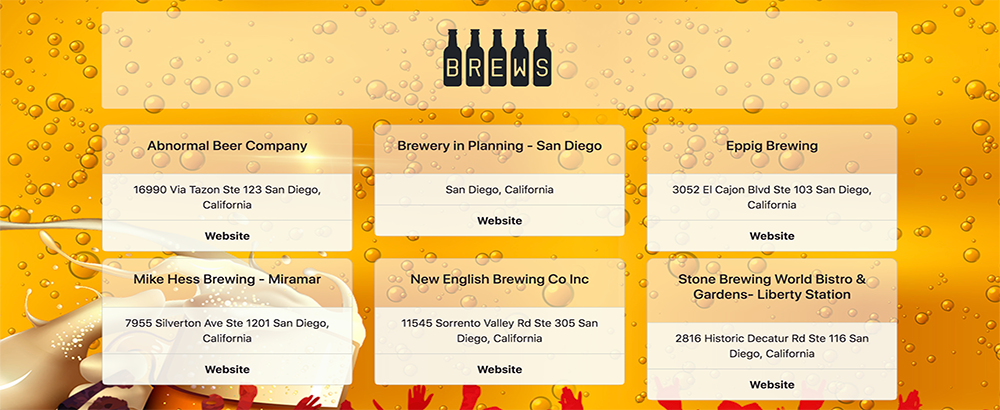 BREWS
Abnormal Beer Company
16990 Via Tazon Ste 123 San Diego,
California
Website
Brewery in Planning - San Diego
San Diego, California
Website
Eppig Brewing
3052 El Cajon Blvd Ste 103 San Diego,
California
Website
Mike Hess Brewing - Miramar
7955 Silverton Ave Ste 1201 San Diego,
California
Website
New English Brewing Co Inc
11545 Sorrento Valley Rd Ste 305 San
Diego, California
Website
Stone Brewing World Bistro &
Gardens- Liberty Station
2816 Historic Decatur Rd Ste 116 San
Diego, California
Website